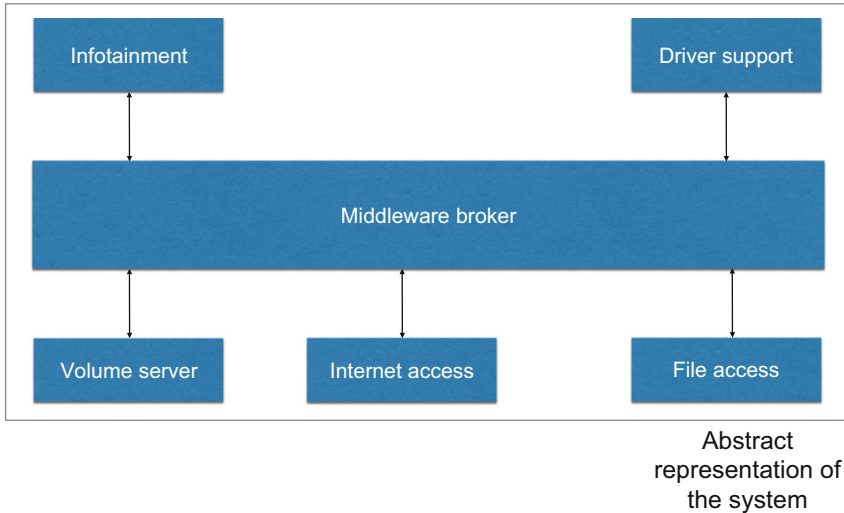 Infotainment
Driver support
Middleware broker
Volume server
Internet access
File access
Abstract
representation of
the system